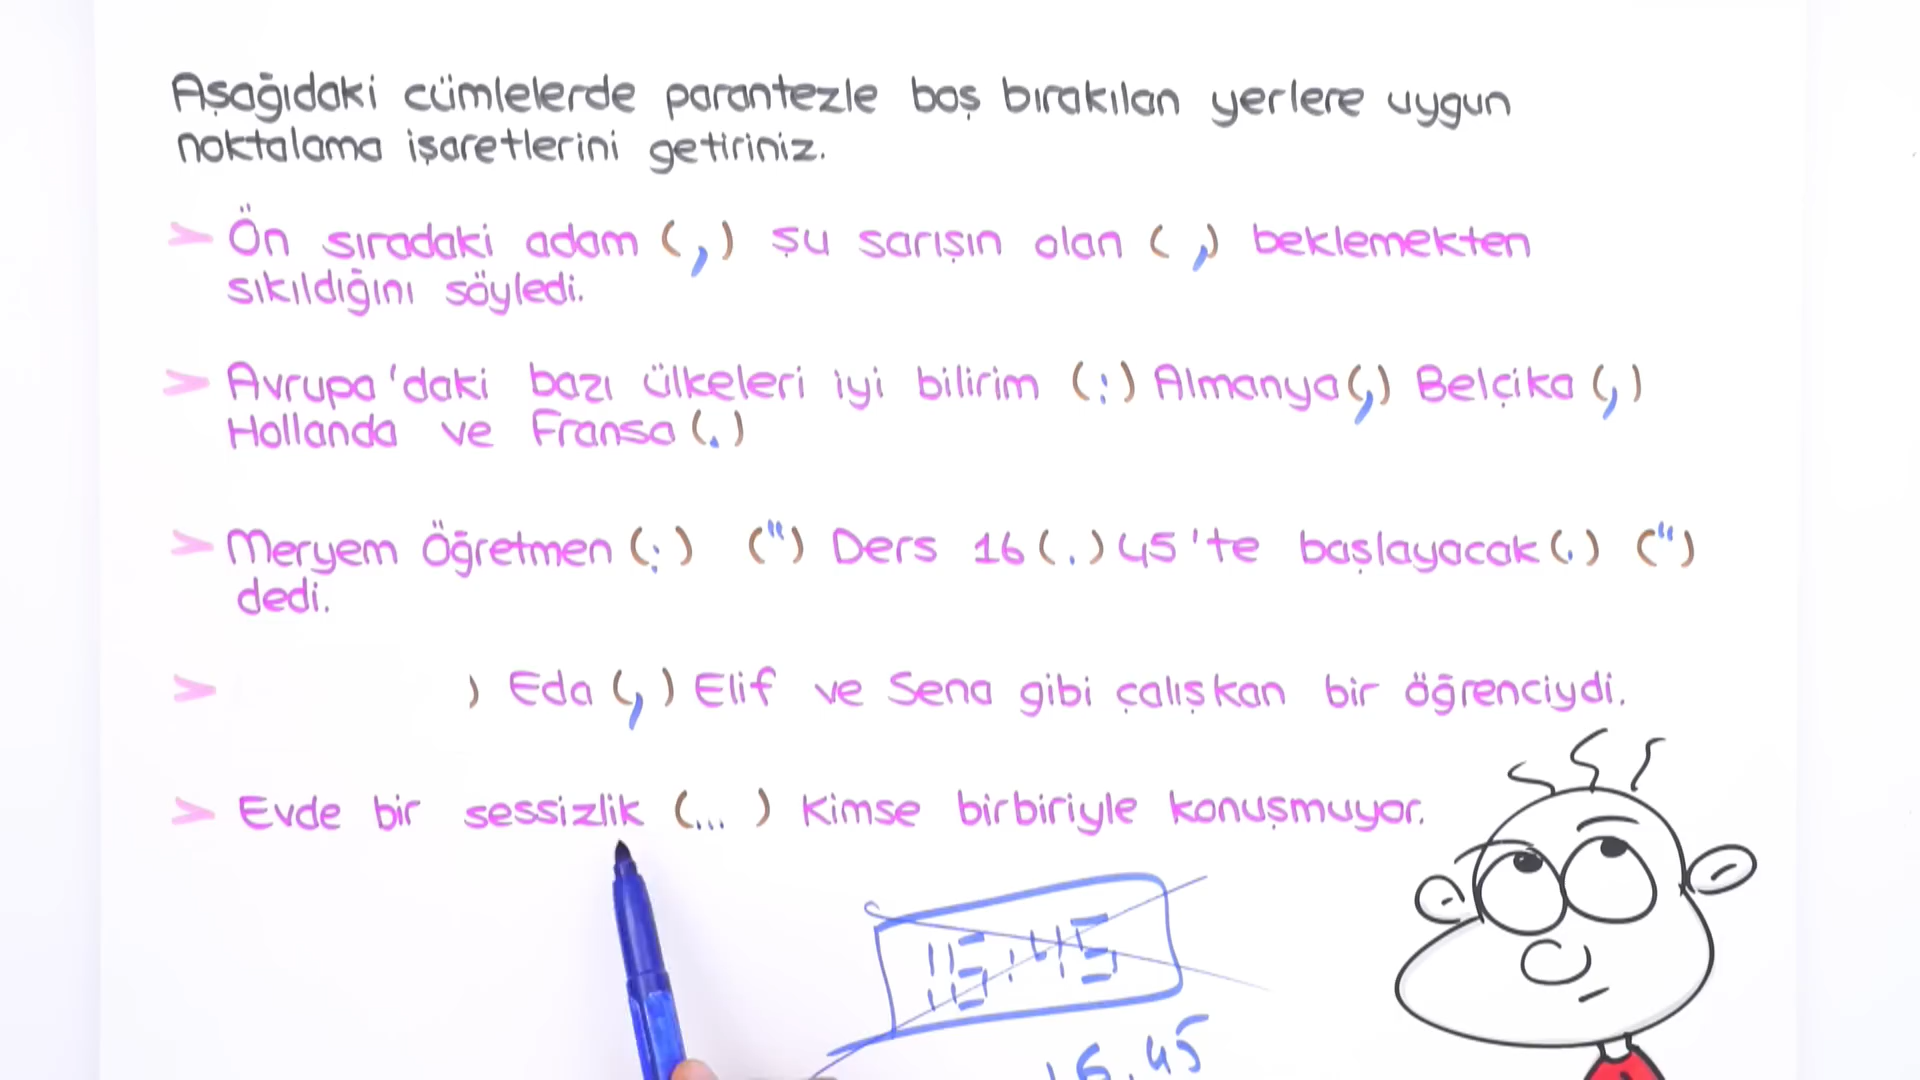 Aşağıdaki cümlelerde parantezle boş bırakılan yerlere uygun
noktalama işaretlerini getiriniz.
> Ön sıradaki adam (,) şu sarışın olan (,) beklemekten
sıkıldığını söyledi.
> Avrupa'daki bazı ülkeleri iyi bilirim (:) Almanya(,) Belçika (,)
Hollanda ve Fransa(.)
> Meryem Öğretmen (:) (") Ders 16(.)45'te başlayacak(.) (")
dedi.
> ) Eda (,) Elif ve Sena gibi çalışkan bir öğrenciydi.
> Evde bir sessizlik (...) Kimse birbiriyle konuşmuyor.
16:45
16.45